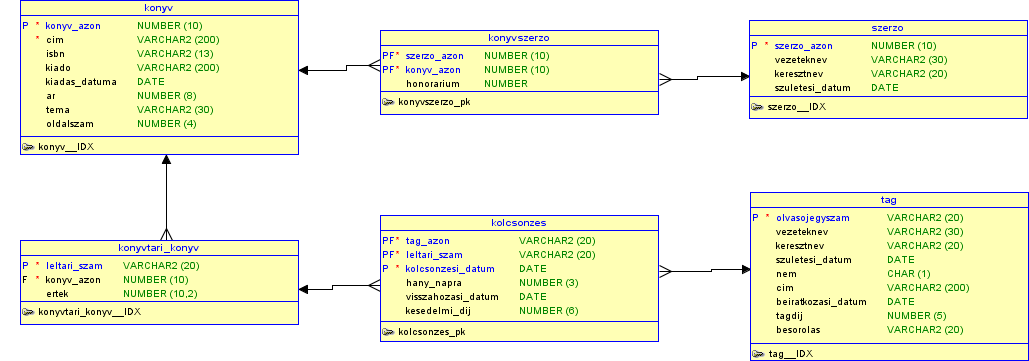 konyv
P * konyv_azon NUMBER (10)
* cim VARCHAR2 (200)
isbn VARCHAR2 (13)
kiado VARCHAR2 (200)
kiadas_datuma DATE
ar NUMBER (8)
tema VARCHAR2 (30)
oldalszam NUMBER (4)
konyv__IDX
konyvszerzo
PF* szerzo_azon NUMBER (10)
PF* konyv_azon NUMBER (10)
honorarium NUMBER
konyvszerzo_pk
szerzo
P * szerzo_azon NUMBER (10)
vezeteknev VARCHAR2 (30)
keresztnev VARCHAR2 (20)
szuletesi_datum DATE
szerzo__IDX
konyvtari_konyv
P * leltari_szam VARCHAR2 (20)
F * konyv_azon NUMBER (10)
ertek NUMBER (10,2)
konyvtari_konyv__IDX
kolcsonzes
PF* tag_azon VARCHAR2 (20)
PF* leltari_szam VARCHAR2 (20)
P * kolcsonzesi_datum DATE
hany_napra NUMBER (3)
visszahozasi_datum DATE
kesedelmi_dij NUMBER (6)
kolcsonzes_pk
tag
P * olvasojegyszam VARCHAR2 (20)
vezeteknev VARCHAR2 (30)
keresztnev VARCHAR2 (20)
szuletesi_datum DATE
nem CHAR (1)
cim VARCHAR2 (200)
beiratkozasi_datum DATE
tagdij NUMBER (5)
besorolas VARCHAR2 (20)
tag__IDX